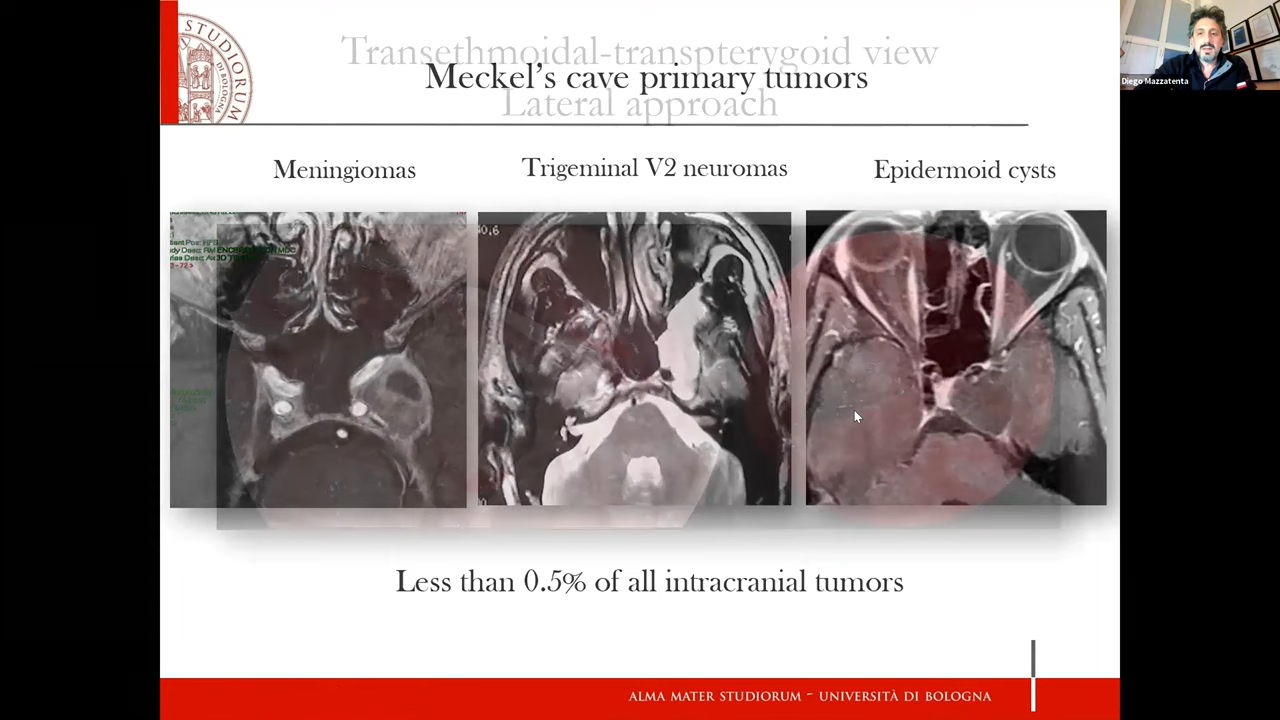 Transethmoidal-transpterygoid view
Meckel's cave primary tumors
Lateral approach
Diego Mazzatenta
Meningiomas
Trigeminal V2 neuromas
Epidermoid cysts
Less than 0.5% of all intracranial tumors
ALMA MATER STUDIORUM - UNIVERSITÀ DI BOLOGNA